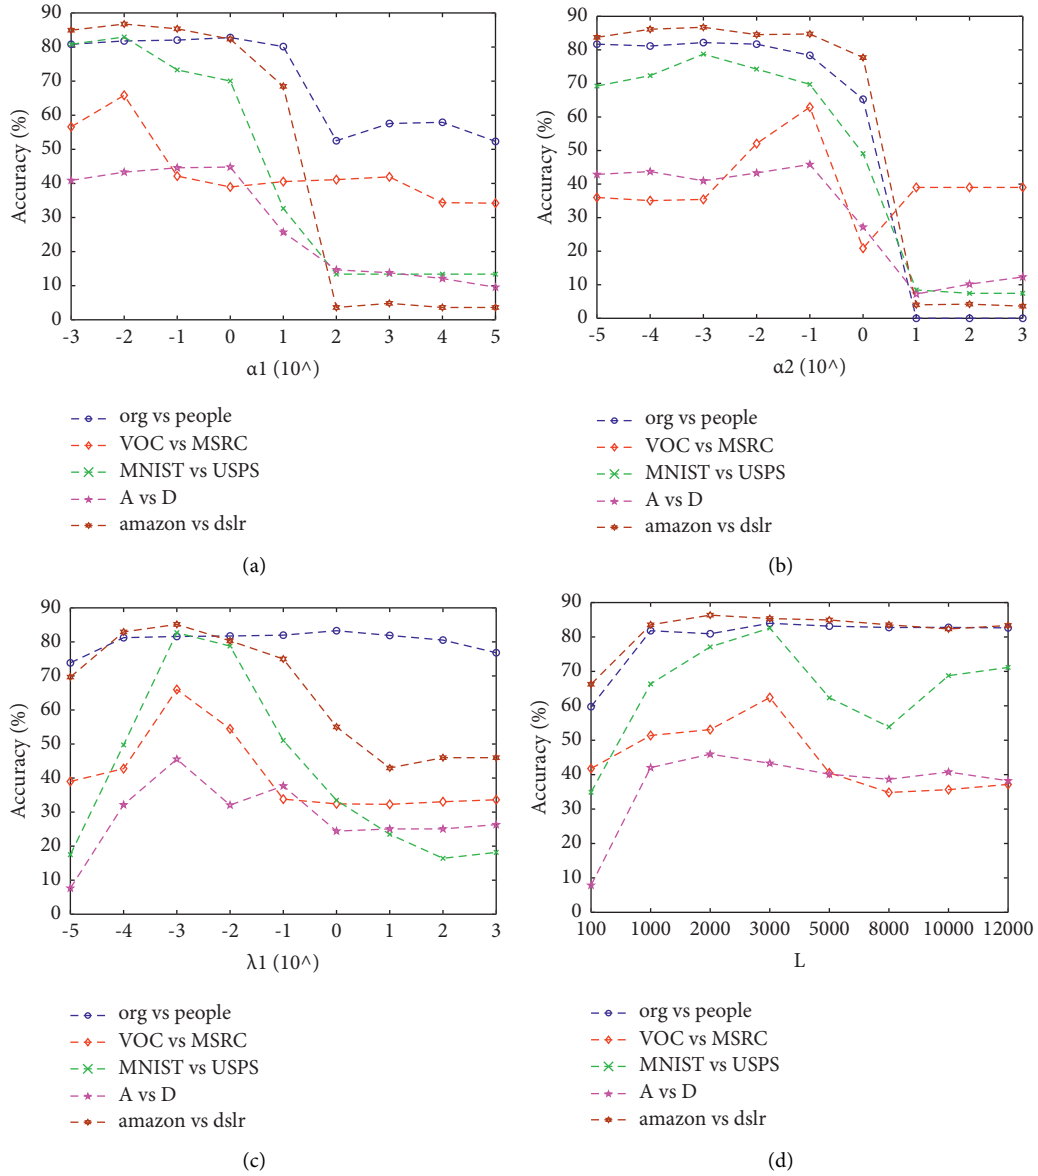 Accuracy (%)
90
80
70
60
50
40
30
20
10
0
-3 -2 -1 0 1 2 3 4 5
α1 (10^)
org vs people
VOC vs MSRC
MNIST vs USPS
A vs D
amazon vs dslr
(a)
Accuracy (%)
90
80
70
60
50
40
30
20
10
0
-5 -4 -3 -2 -1 0 1 2 3
α2 (10^)
org vs people
VOC vs MSRC
MNIST vs USPS
A vs D
amazon vs dslr
(b)
Accuracy (%)
90
80
70
60
50
40
30
20
10
0
-5 -4 -3 -2 -1 0 1 2 3
λ1 (10^)
org vs people
VOC vs MSRC
MNIST vs USPS
A vs D
amazon vs dslr
(c)
Accuracy (%)
90
80
70
60
50
40
30
20
10
0
100 1000 2000 3000 5000 8000 10000 12000
L
org vs people
VOC vs MSRC
MNIST vs USPS
A vs D
amazon vs dslr
(d)